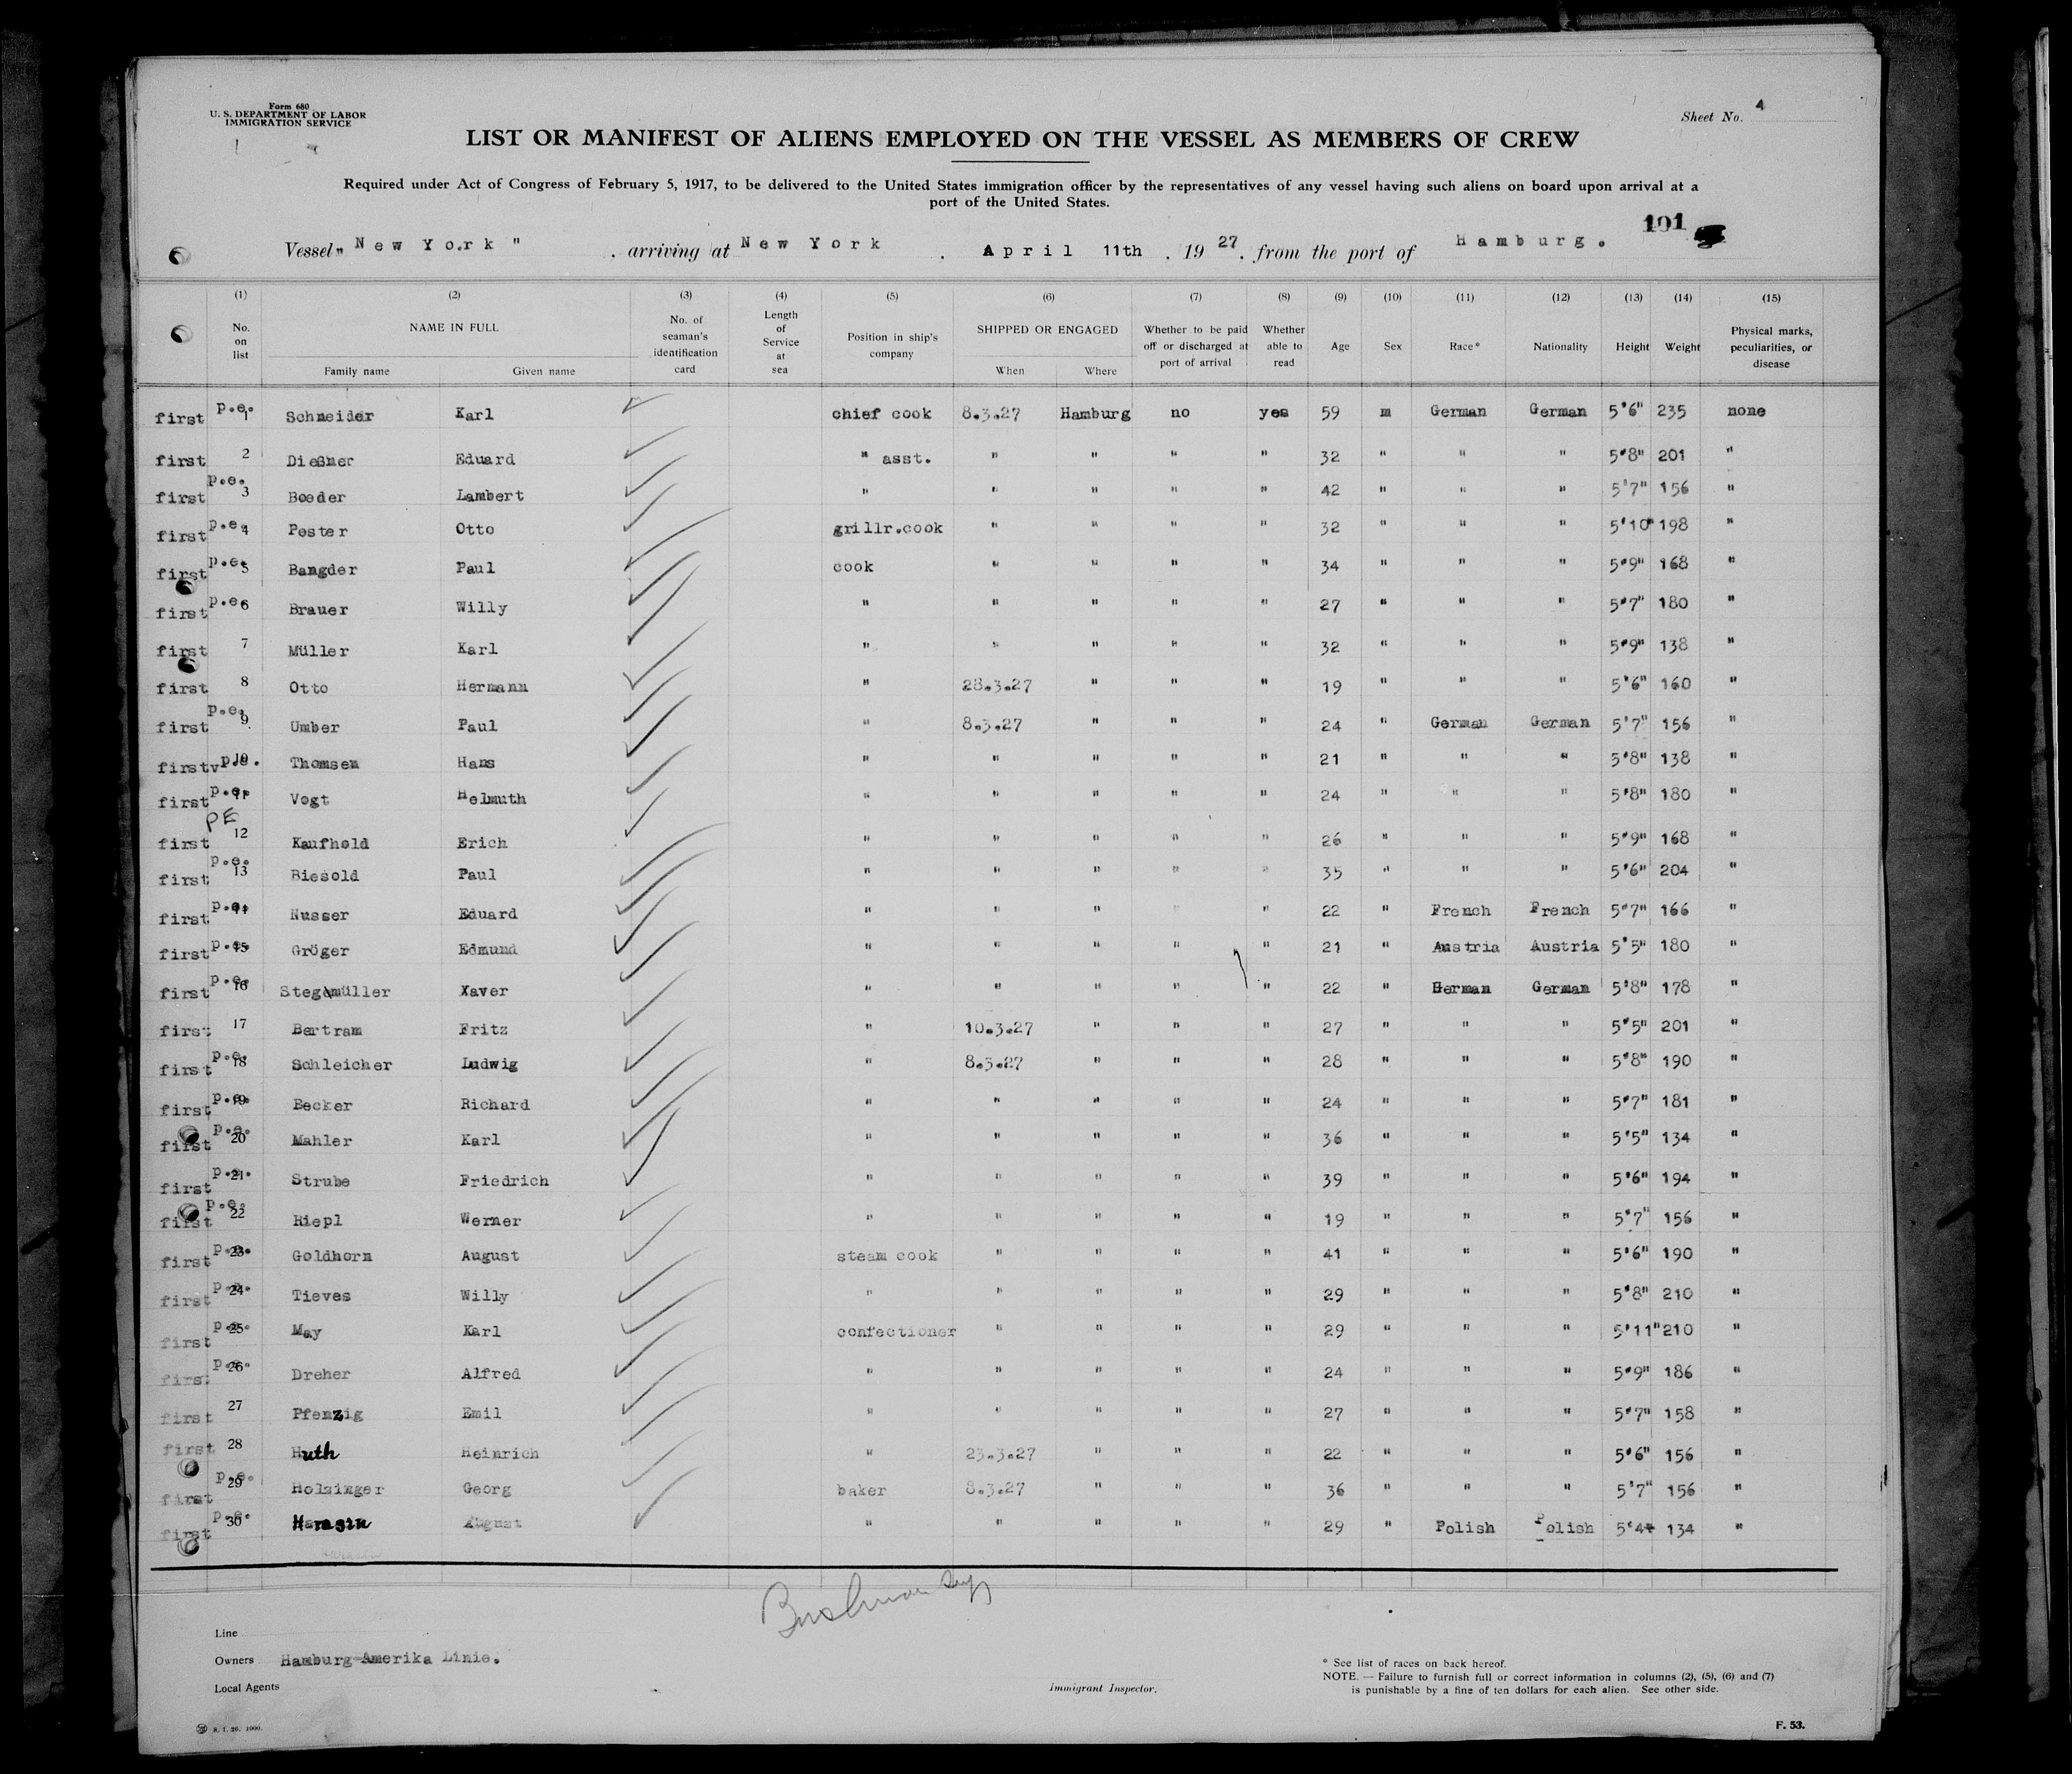 Form 680
U. S. DEPARTMENT OF LABOR
IMMIGRATION SERVICE
Sheet No. 4
LIST OR MANIFEST OF ALIENS EMPLOYED ON THE VESSEL AS MEMBERS OF CREW
Required under Act of Congress of February 5, 1917, to be delivered to the United States immigration officer by the representatives of any vessel having such aliens on board upon arrival at a
port of the United States.
101
Vessel "New York" . arriving at New York . April 11th . 19 27. from the port of Hamburg.
(1) (2) (3) (4) (5) (6) (7) (8) (9) (10) (11) (12) (13) (14) (15)
No. on list NAME IN FULL Family name Given name No. of seaman's identification card Length of Service at sea Position in ship's company SHIPPED OR ENGAGED When Where Whether to be paid off or discharged at port of arrival Whether able to read Age Sex Race* Nationality Height Weight Physical marks, peculiarities, or disease
first p.e. 1 Schneider Karl chief cook 8.3.27 Hamburg no yes 59 m German German 5'6" 235 none
first 2 Dießner Eduard " asst. " " " " 32 " " " 5'8" 201 "
first p.e. 3 Boeder Lambert " " " " " 42 " " " 5'7" 156 "
first p.e. 4 Pester Otto grillr.cook " " " " 32 " " " 5'10" 198 "
first p.e. 5 Bangder Paul cook " " " " 34 " " " 5'9" 168 "
first p.e. 6 Brauer Willy " " " " " 27 " " " 5'7" 180 "
first 7 Müller Karl " " " " " 32 " " " 5'9" 138 "
first 8 Otto Hermann " 28.3.27 " " " 19 " " " 5'6" 160 "
first p.e. 9 Umber Paul " 8.3.27 " " " 24 " German German 5'7" 156 "
first p.e. 10 Thomsen Hans " " " " " 21 " " " 5'8" 138 "
first p.e. 11 Vogt Helmuth " " " " " 24 " " " 5'8" 180 "
first PE 12 Kaufhold Erich " " " " " 26 " " " 5'9" 168 "
first p.e. 13 Biesold Paul " " " " " 35 " " " 5'6" 204 "
first p.e. 14 Nusser Eduard " " " " " 22 " French French 5'7" 166 "
first p.e. 15 Gröger Edmund " " " " " 21 " Austria Austria 5'5" 180 "
first p.e. 16 Stegemüller Xaver " " " " " 22 " German German 5'8" 178 "
first 17 Bertram Fritz " 10.3.27 " " " 27 " " " 5'5" 201 "
first p.e. 18 Schleicher Ludwig " 8.3.27 " " " 28 " " " 5'8" 190 "
first p.e. 19 Becker Richard " " " " " 24 " " " 5'7" 181 "
first p.e. 20 Mahler Karl " " " " " 36 " " " 5'5" 134 "
first p.e. 21 Strube Friedrich " " " " " 39 " " " 5'6" 194 "
first p.e. 22 Riepl Werner " " " " " 19 " " " 5'7" 156 "
first p.e. 23 Goldhorn August steam cook " " " " 41 " " " 5'6" 190 "
first p.e. 24 Tieves Willy " " " " " 29 " " " 5'8" 210 "
first p.e. 25 May Karl confectioner " " " " 29 " " " 5'11" 210 "
first p.e. 26 Dreher Alfred " " " " " 24 " " " 5'9" 186 "
first 27 Pfenzig Emil " " " " " 27 " " " 5'7" 158 "
first 28 Huth Heinrich " 23.3.27 " " " 22 " " " 5'6" 156 "
first p.e. 29 Holzinger Georg baker 8.3.27 " " " 36 " " " 5'7" 156 "
first p.e. 30 August " " " " " 29 " Polish Polish 5'4" 134 "
Line
Owners Hamburg-Amerika Linie.
Local Agents
Immigrant Inspector.
* See list of races on back hereof.
NOTE. — Failure to furnish full or correct information in columns (2), (5), (6) and (7)
is punishable by a fine of ten dollars for each alien. See other side.
F. 53.